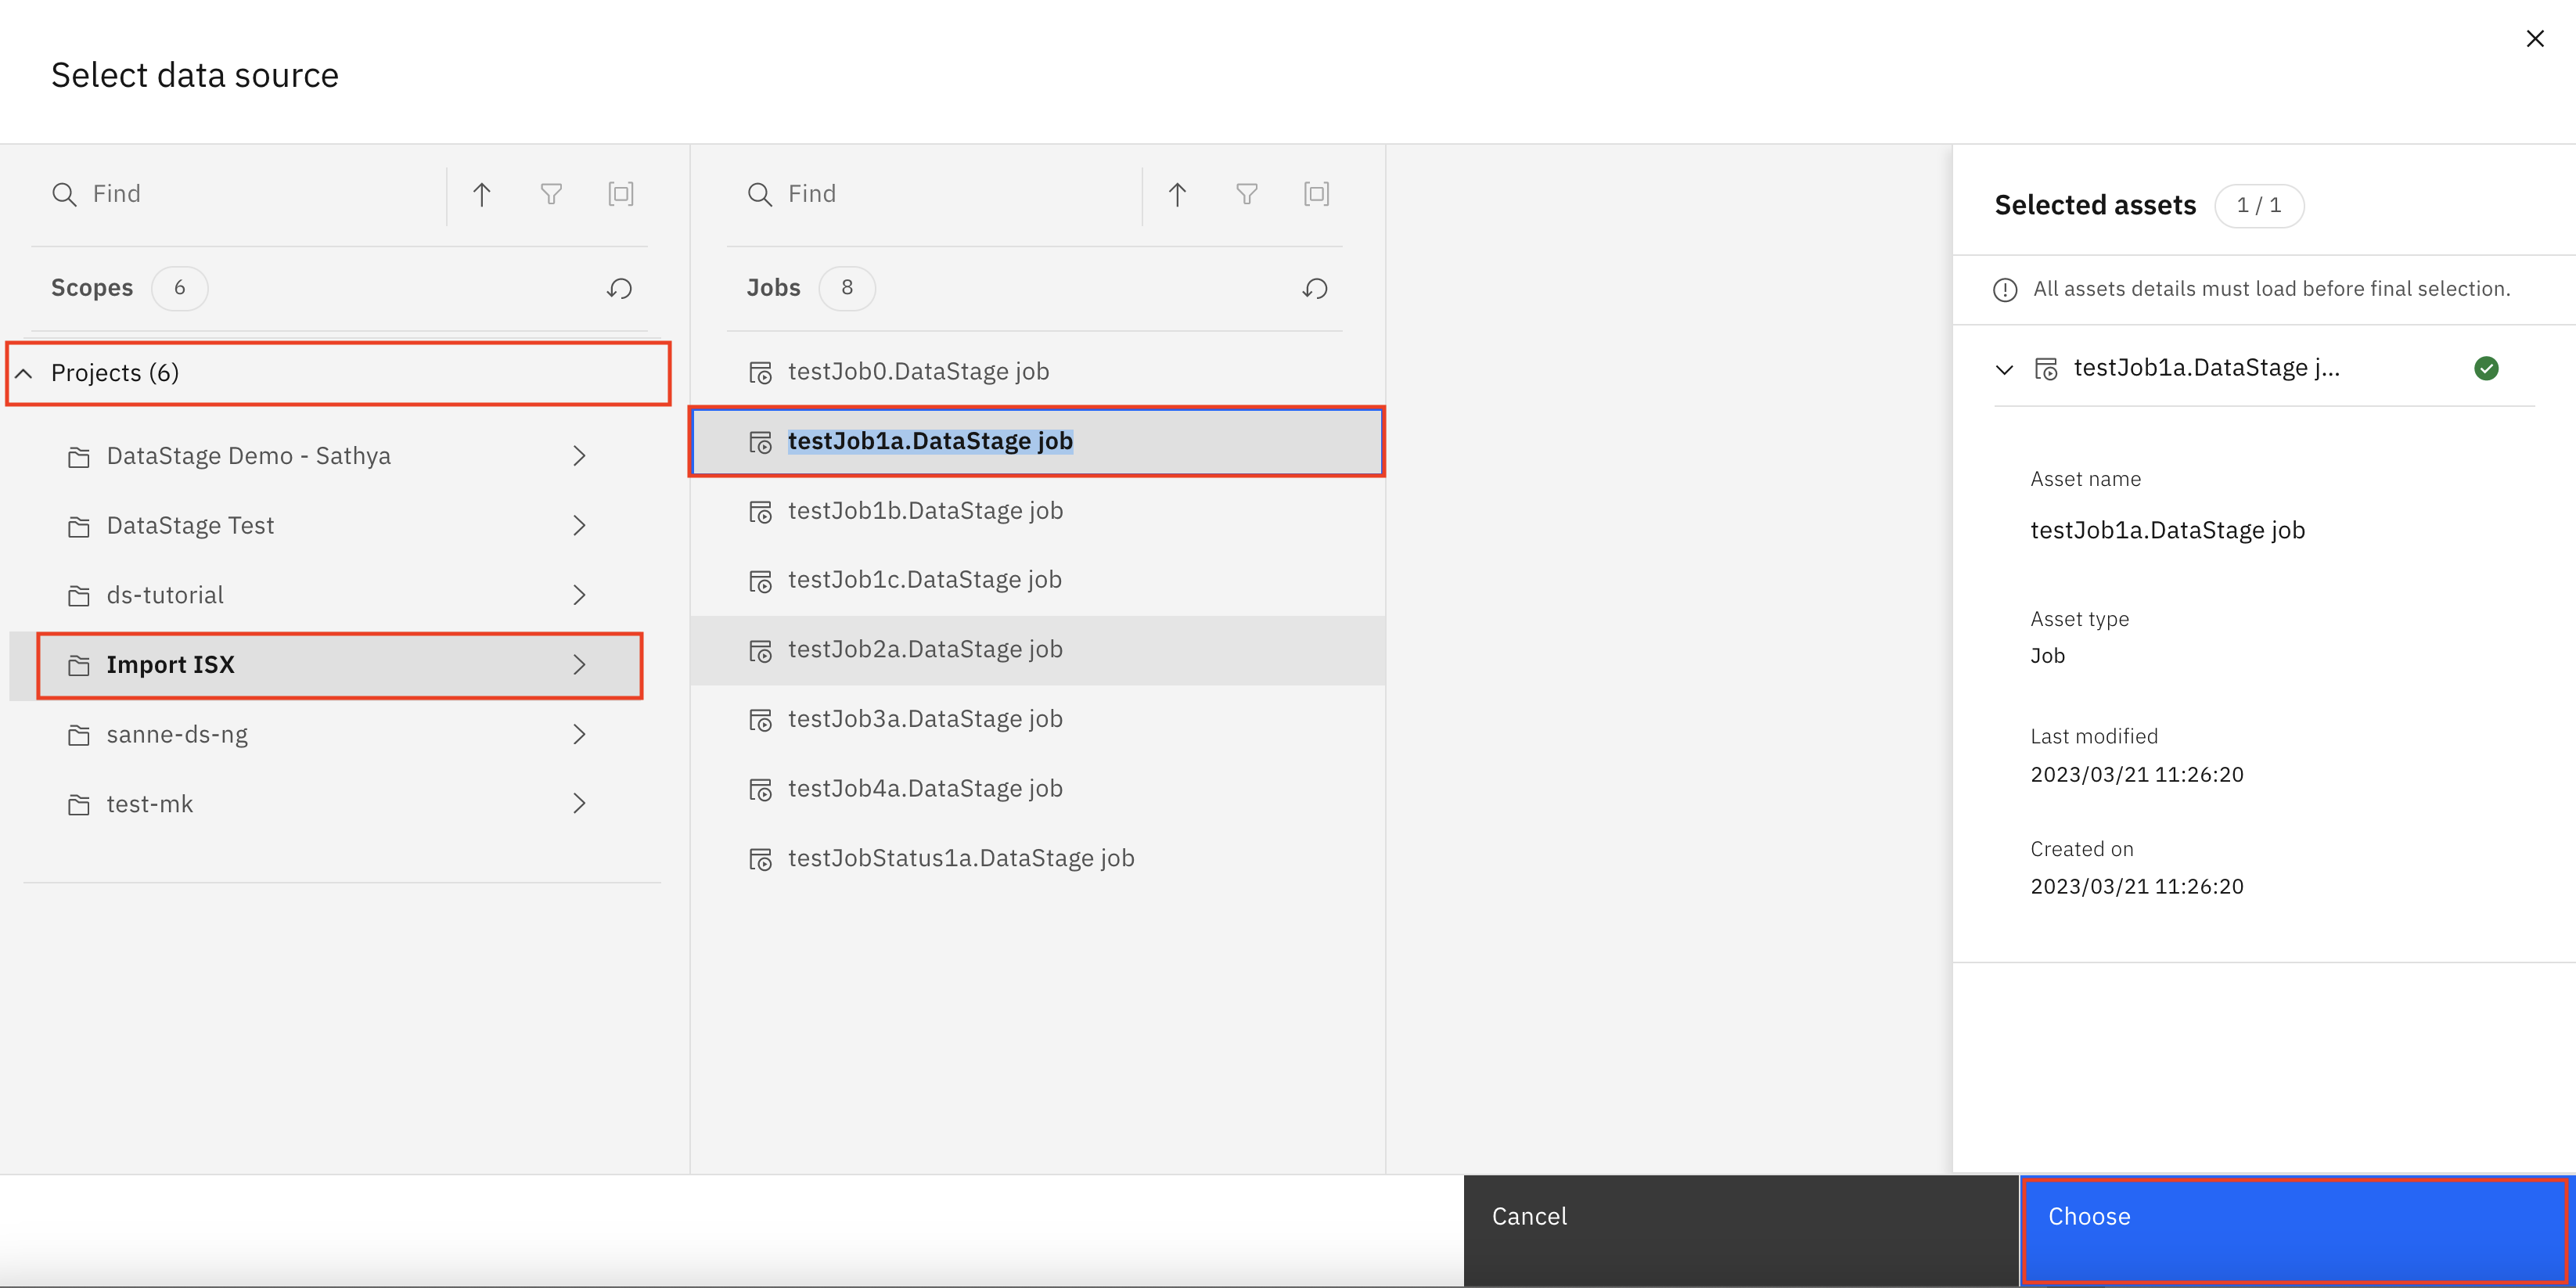 Select data source
Find
Scopes 6
Projects (6)
DataStage Demo - Sathya
DataStage Test
ds-tutorial
Import ISX
sanne-ds-ng
test-mk
Find
Jobs 8
testJob0.DataStage job
testJob1a.DataStage job
testJob1b.DataStage job
testJob1c.DataStage job
testJob2a.DataStage job
testJob3a.DataStage job
testJob4a.DataStage job
testJobStatus1a.DataStage job
Selected assets 1 / 1
All assets details must load before final selection.
testJob1a.DataStage j...
Asset name
testJob1a.DataStage job
Asset type
Job
Last modified
2023/03/21 11:26:20
Created on
2023/03/21 11:26:20
Cancel
Choose